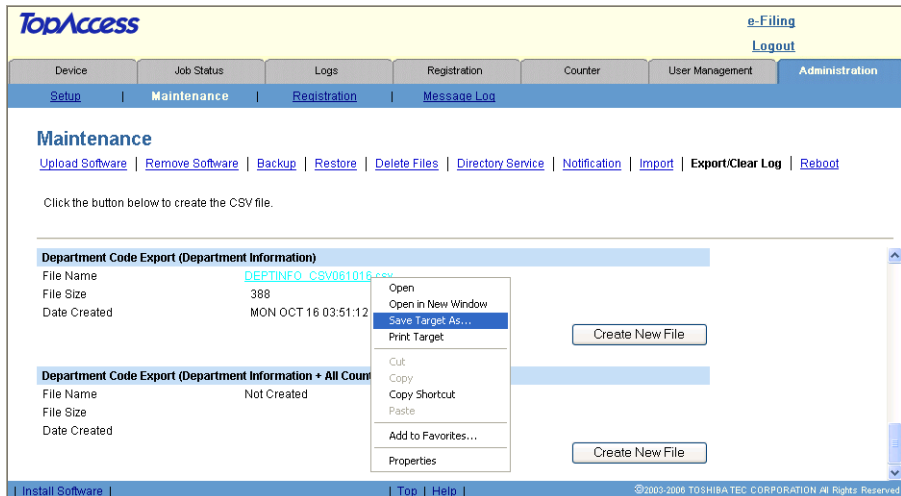 TopAccess
e-Filing
Logout
Device Job Status Logs Registration Counter User Management Administration
Setup | Maintenance | Registration | Message Log
Maintenance
Upload Software | Remove Software | Backup | Restore | Delete Files | Directory Service | Notification | Import | Export/Clear Log | Reboot
Click the button below to create the CSV file.
Department Code Export (Department Information)
File Name DEPTINFO_CSV061016.csv
File Size 388
Date Created MON OCT 16 03:51:12
Create New File
Open
Open in New Window
Save Target As...
Print Target
Cut
Copy
Copy Shortcut
Paste
Add to Favorites...
Properties
Department Code Export (Department Information + All Count
File Name Not Created
File Size
Date Created
Create New File
| Install Software | | Top | Help | ©2003-2006 TOSHIBA TEC CORPORATION All Rights Reserved